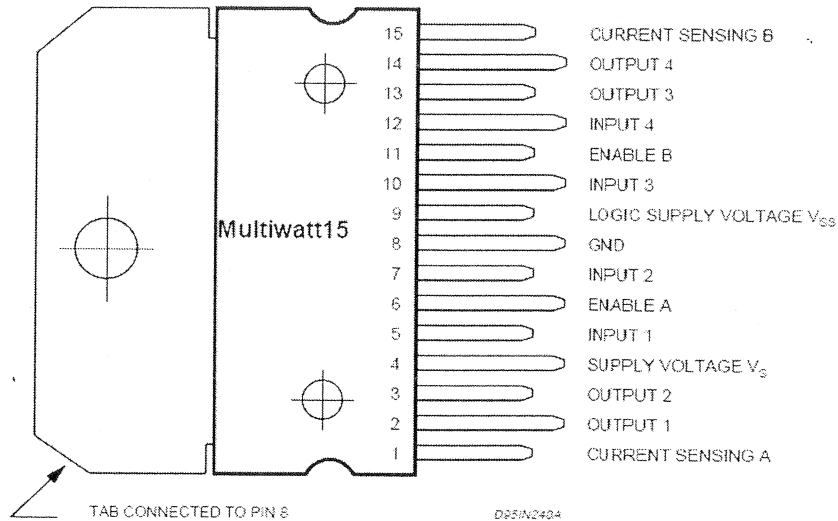 15 CURRENT SENSING B
14 OUTPUT 4
13 OUTPUT 3
12 INPUT 4
11 ENABLE B
10 INPUT 3
9 LOGIC SUPPLY VOLTAGE VSS
Multiwatt15
8 GND
7 INPUT 2
6 ENABLE A
5 INPUT 1
4 SUPPLY VOLTAGE VS
3 OUTPUT 2
2 OUTPUT 1
1 CURRENT SENSING A
TAB CONNECTED TO PIN 8
D95IN240A